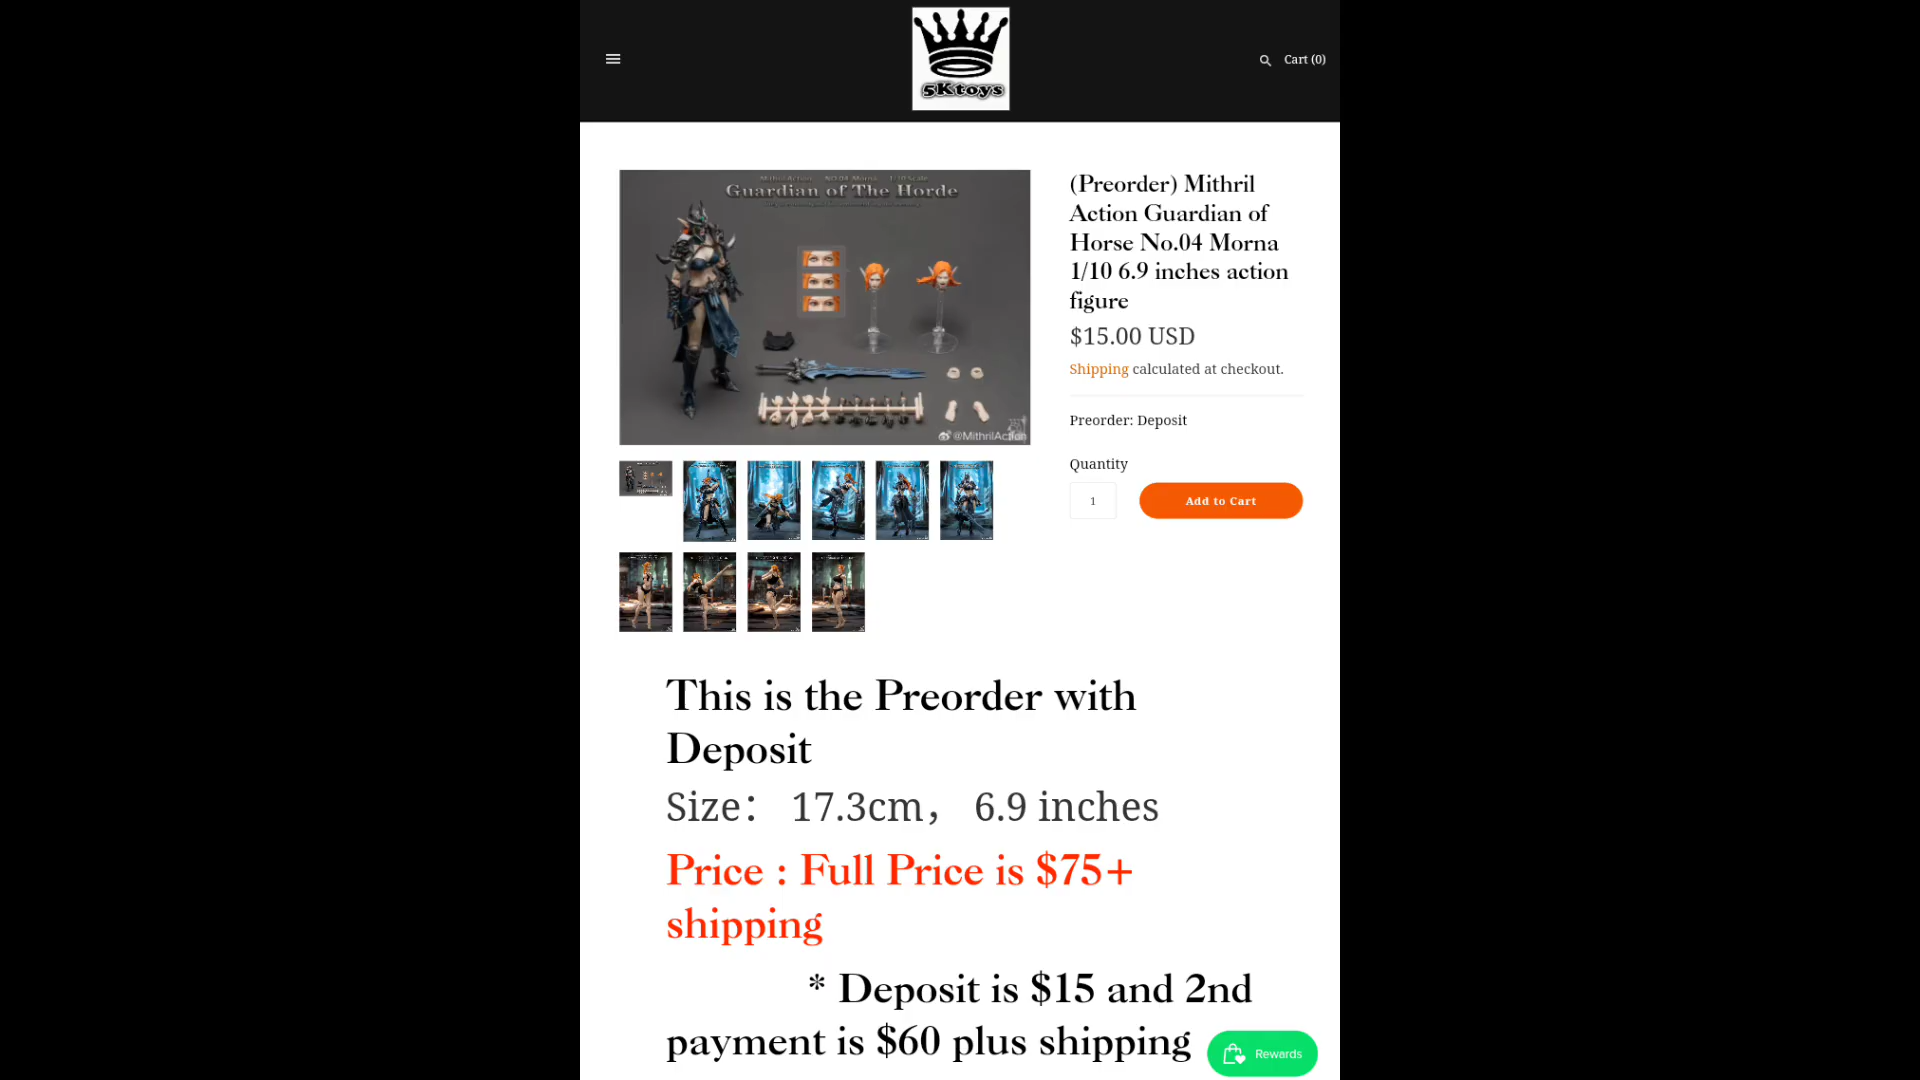 5Ktoys
Cart (0)
Guardian of The Horde
@MithrilAction
(Preorder) Mithril
Action Guardian of
Horse No.04 Morna
1/10 6.9 inches action
figure
$15.00 USD
Shipping calculated at checkout.
Preorder: Deposit
Quantity
1
Add to Cart
This is the Preorder with
Deposit
Size： 17.3cm， 6.9 inches
Price : Full Price is $75+
shipping
* Deposit is $15 and 2nd
payment is $60 plus shipping
Rewards